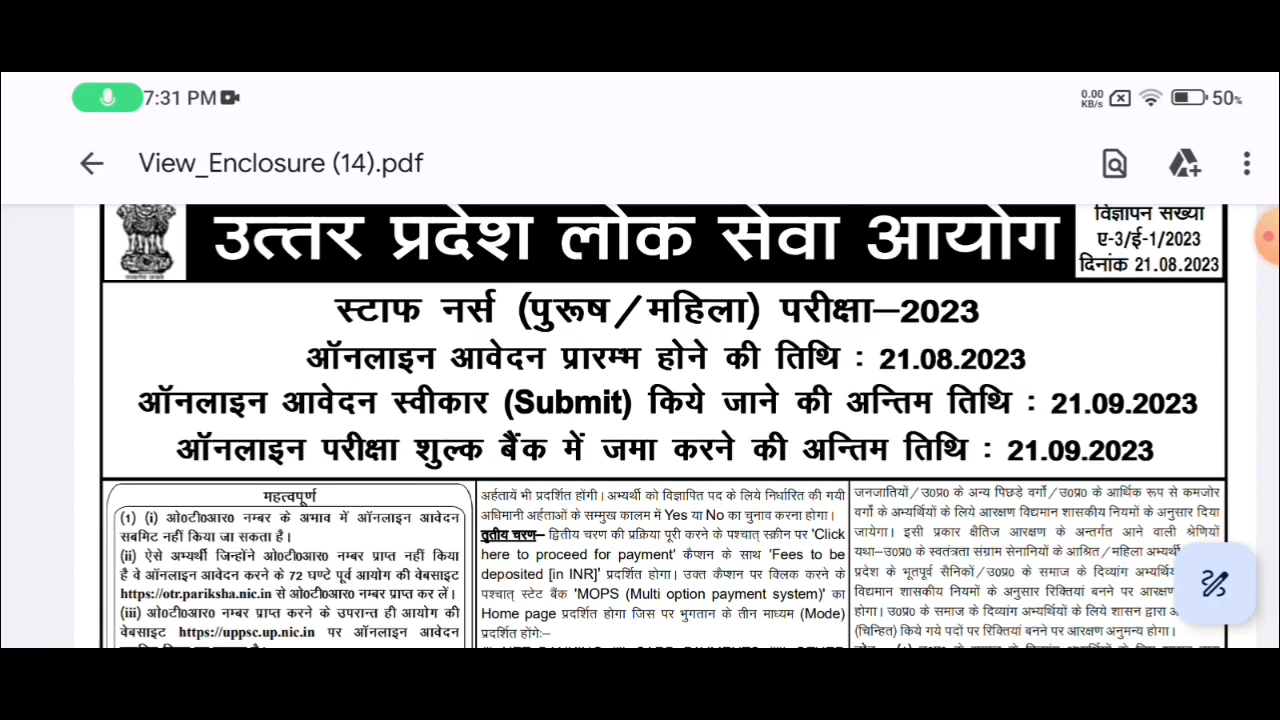 7:31 PM
0.00 KB/s
50%
View_Enclosure (14).pdf
उत्तर प्रदेश लोक सेवा आयोग
विज्ञापन संख्या
ए-3/ई-1/2023
दिनांक 21.08.2023
स्टाफ नर्स (पुरूष/महिला) परीक्षा–2023
ऑनलाइन आवेदन प्रारम्भ होने की तिथि : 21.08.2023
ऑनलाइन आवेदन स्वीकार (Submit) किये जाने की अन्तिम तिथि : 21.09.2023
ऑनलाइन परीक्षा शुल्क बैंक में जमा करने की अन्तिम तिथि : 21.09.2023
महत्वपूर्ण
(1) (i) ओ0टी0आर0 नम्बर के अभाव में ऑनलाइन आवेदन
सबमिट नहीं किया जा सकता है।
(ii) ऐसे अभ्यर्थी जिन्होंने ओ0टी0आर0 नम्बर प्राप्त नहीं किया
है वे ऑनलाइन आवेदन करने के 72 घण्टे पूर्व आयोग की वेबसाइट
https://otr.pariksha.nic.in से ओ0टी0आर0 नम्बर प्राप्त कर लें।
(iii) ओ0टी0आर0 नम्बर प्राप्त करने के उपरान्त ही आयोग की
वेबसाइट https://uppsc.up.nic.in पर ऑनलाइन आवेदन
अर्हतायें भी प्रदर्शित होंगी। अभ्यर्थी को विज्ञापित पद के लिये निर्धारित की गयी
अधिमानी अर्हताओं के सम्मुख कालम में Yes या No का चुनाव करना होगा।
तृतीय चरण– द्वितीय चरण की प्रक्रिया पूरी करने के पश्चात् स्क्रीन पर 'Click
here to proceed for payment' कैप्शन के साथ 'Fees to be
deposited [in INR]' प्रदर्शित होगा। उक्त कैप्शन पर क्लिक करने के
पश्चात् स्टेट बैंक 'MOPS (Multi option payment system)' का
Home page प्रदर्शित होगा जिस पर भुगतान के तीन माध्यम (Mode)
प्रदर्शित होंगे:–
जनजातियों/उ0प्र0 के अन्य पिछड़े वर्गो/उ0प्र0 के आर्थिक रूप से कमजोर
वर्गो के अभ्यर्थियों के लिये आरक्षण विद्यमान शासकीय नियमों के अनुसार दिया
जायेगा। इसी प्रकार क्षैतिज आरक्षण के अन्तर्गत आने वाली श्रेणियों
यथा–उ0प्र0 के स्वतंत्रता संग्राम सेनानियों के आश्रित/महिला अभ्यर्थी
प्रदेश के भूतपूर्व सैनिकों/उ0प्र0 के समाज के दिव्यांग
विद्यमान शासकीय नियमों के अनुसार रिक्तियां बनने पर
होगा। उ0प्र0 के समाज के दिव्यांग अभ्यर्थियों के लिये शासन द्वारा
(चिन्हित) किये गये पदों पर रिक्तियां बनने पर आरक्षण अनुमन्य होगा।